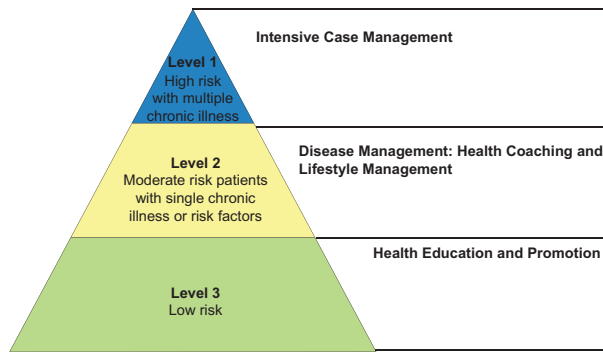 Intensive Case Management
Level 1
High risk
with multiple
chronic illness
Disease Management: Health Coaching and
Lifestyle Management
Level 2
Moderate risk patients
with single chronic
illness or risk factors
Health Education and Promotion
Level 3
Low risk